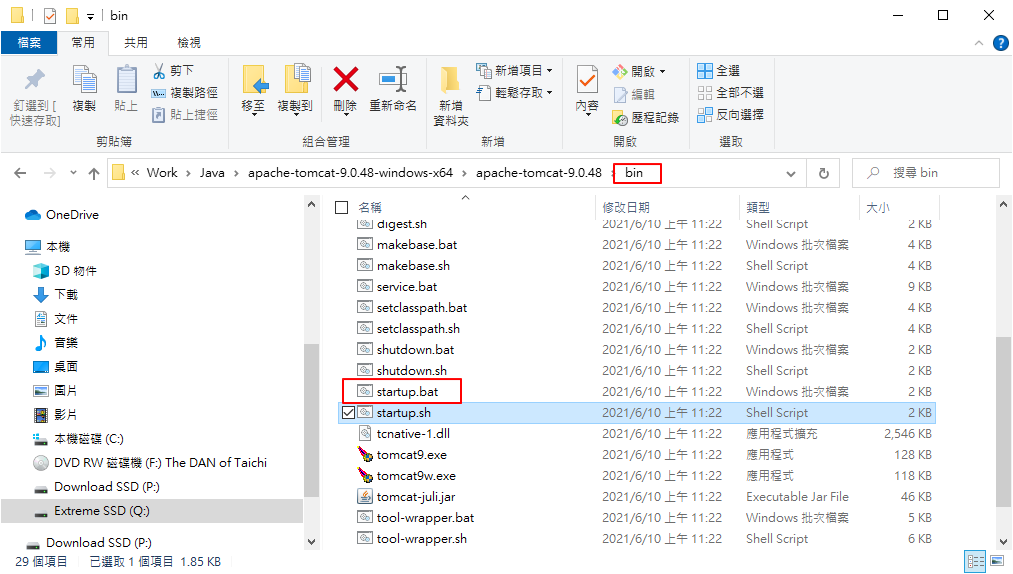 bin
檔案 常用 共用 檢視
釘選到 [快速存取] 複製 貼上 剪下 複製路徑 貼上捷徑 移至 複製到 刪除 重新命名 新增資料夾 新增項目 輕鬆存取 內容 開啟 編輯 歷程記錄 全選 全部不選 反向選擇
剪貼簿 組合管理 新增 開啟 選取
« Work › Java › apache-tomcat-9.0.48-windows-x64 › apache-tomcat-9.0.48 › bin 搜尋 bin
OneDrive
本機
3D 物件
下載
文件
音樂
桌面
圖片
影片
本機磁碟 (C:)
DVD RW 磁碟機 (F:) The DAN of Taichi
Download SSD (P:)
Extreme SSD (Q:)
Download SSD (P:)
名稱 修改日期 類型 大小
digest.sh 2021/6/10 上午 11:22 Shell Script 2 KB
makebase.bat 2021/6/10 上午 11:22 Windows 批次檔案 4 KB
makebase.sh 2021/6/10 上午 11:22 Shell Script 4 KB
service.bat 2021/6/10 上午 11:22 Windows 批次檔案 9 KB
setclasspath.bat 2021/6/10 上午 11:22 Windows 批次檔案 4 KB
setclasspath.sh 2021/6/10 上午 11:22 Shell Script 4 KB
shutdown.bat 2021/6/10 上午 11:22 Windows 批次檔案 2 KB
shutdown.sh 2021/6/10 上午 11:22 Shell Script 2 KB
startup.bat 2021/6/10 上午 11:22 Windows 批次檔案 2 KB
startup.sh 2021/6/10 上午 11:22 Shell Script 2 KB
tcnative-1.dll 2021/6/10 上午 11:22 應用程式擴充 2,546 KB
tomcat9.exe 2021/6/10 上午 11:22 應用程式 128 KB
tomcat9w.exe 2021/6/10 上午 11:22 應用程式 118 KB
tomcat-juli.jar 2021/6/10 上午 11:22 Executable Jar File 46 KB
tool-wrapper.bat 2021/6/10 上午 11:22 Windows 批次檔案 5 KB
tool-wrapper.sh 2021/6/10 上午 11:22 Shell Script 6 KB
29 個項目 已選取 1 個項目 1.85 KB